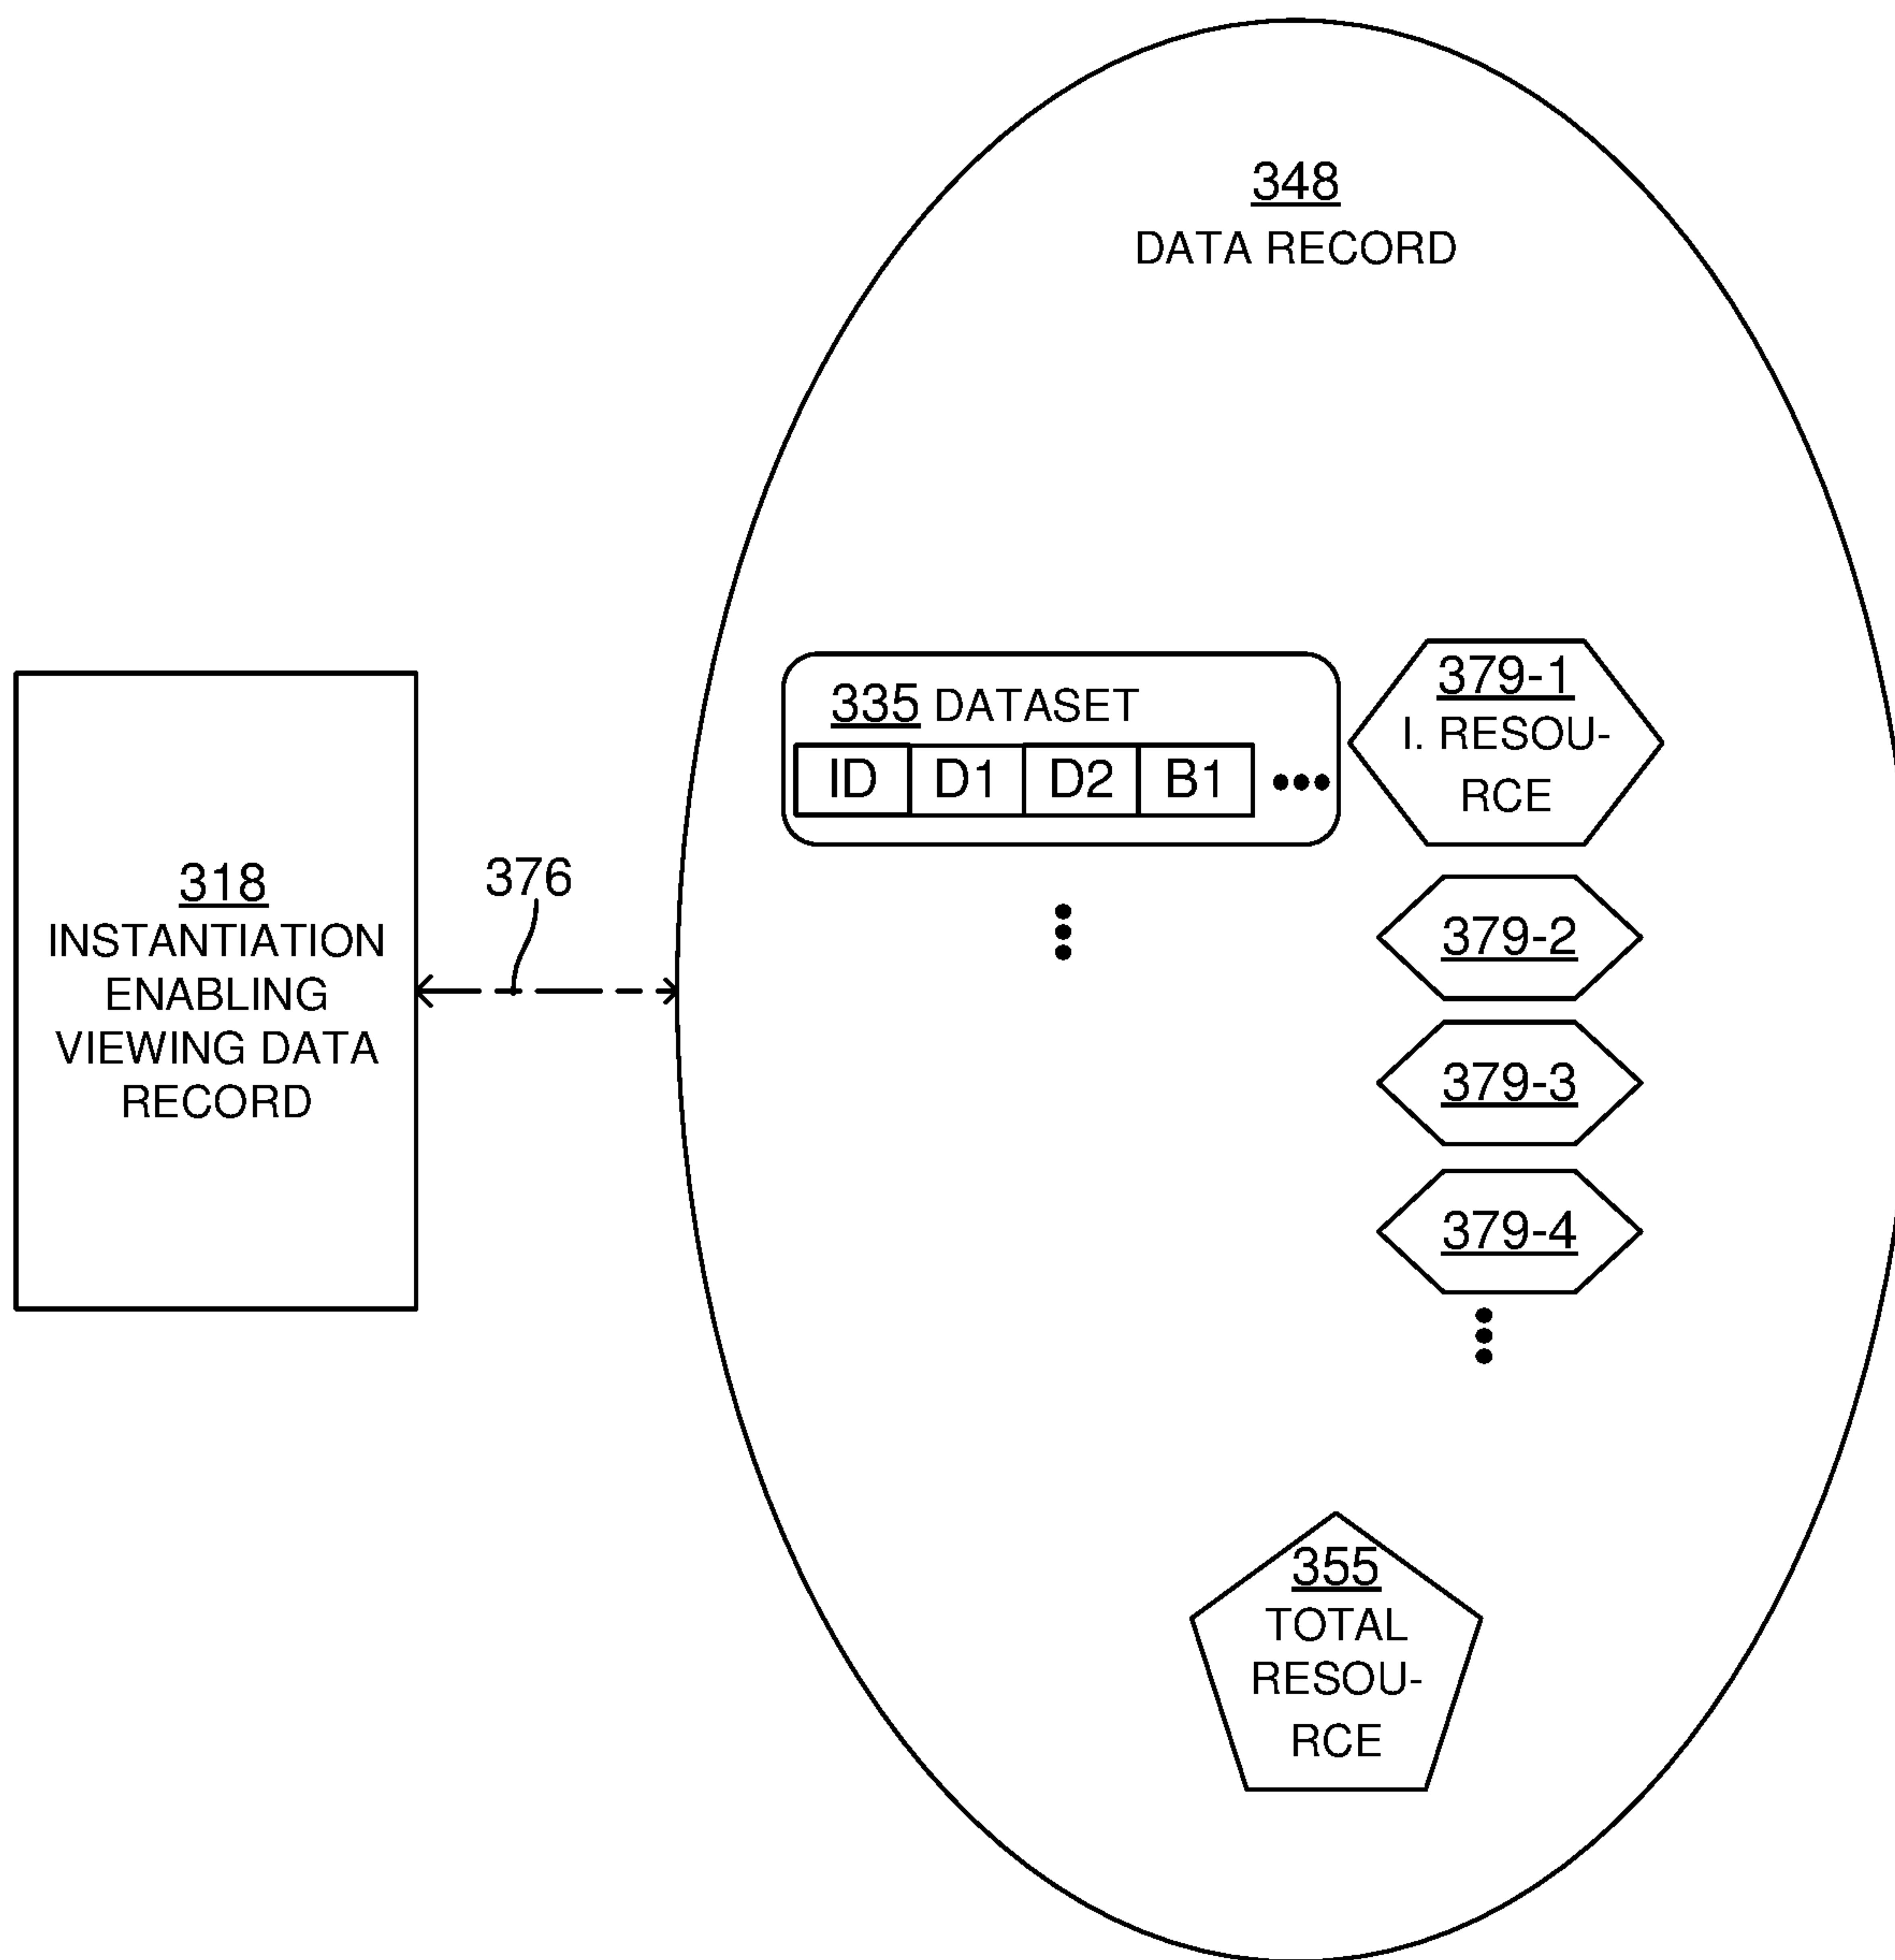 348
DATA RECORD
335 DATASET
ID D1 D2 B1
379-1
I. RESOU-
RCE
318
INSTANTIATION
ENABLING
VIEWING DATA
RECORD
376
379-2
379-3
379-4
355
TOTAL
RESOU-
RCE